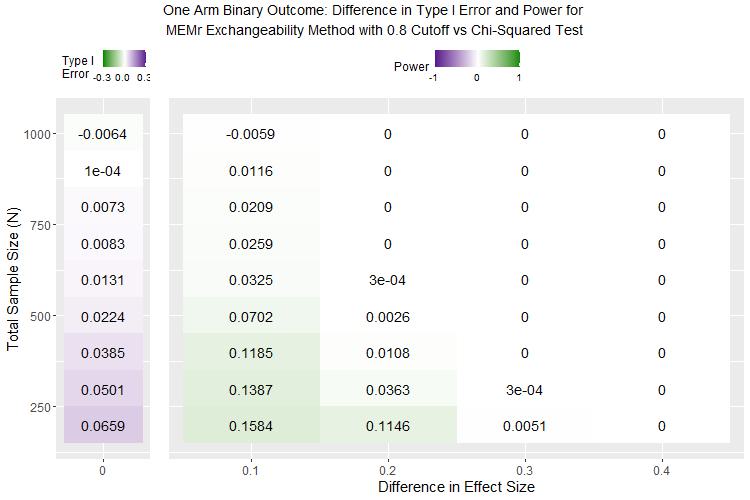 One Arm Binary Outcome: Difference in Type I Error and Power for
MEMr Exchangeability Method with 0.8 Cutoff vs Chi-Squared Test
Type I
Error
-0.3 0.0 0.3
Power
-1 0 1
Total Sample Size (N)
1000 -0.0064 -0.0059 0 0 0
1e-04 0.0116 0 0 0
750 0.0073 0.0209 0 0 0
0.0083 0.0259 0 0 0
0.0131 0.0325 3e-04 0 0
500 0.0224 0.0702 0.0026 0 0
0.0385 0.1185 0.0108 0 0
250 0.0501 0.1387 0.0363 3e-04 0
0.0659 0.1584 0.1146 0.0051 0
0 0.1 0.2 0.3 0.4
Difference in Effect Size